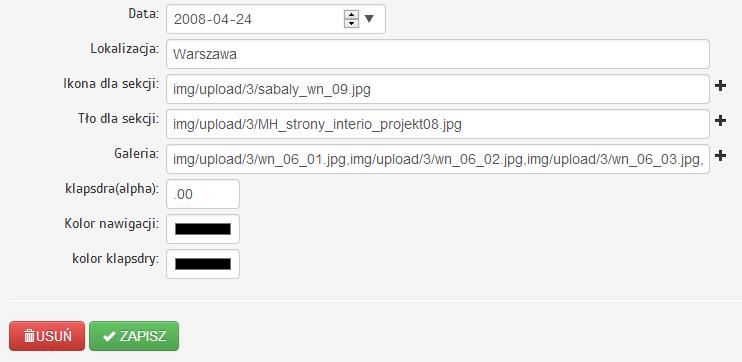 Data: 2008-04-24
Lokalizacja: Warszawa
Ikona dla sekcji: img/upload/3/sabaly_wn_09.jpg
Tło dla sekcji: img/upload/3/MH_strony_interio_projekt08.jpg
Galeria: img/upload/3/wn_06_01.jpg,img/upload/3/wn_06_02.jpg,img/upload/3/wn_06_03.jpg,
klapsdra(alpha): .00
Kolor nawigacji:
kolor klapsdry:
USUŃ ZAPISZ